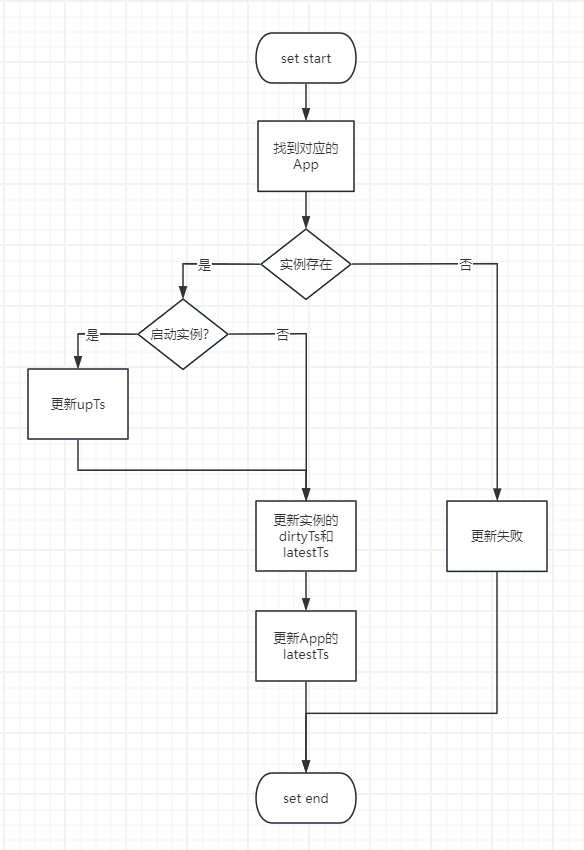 set start
找到对应的
App
实例存在
是
否
启动实例?
是
否
更新upTs
更新实例的
dirtyTs和
latestTs
更新失败
更新App的
latestTs
set end